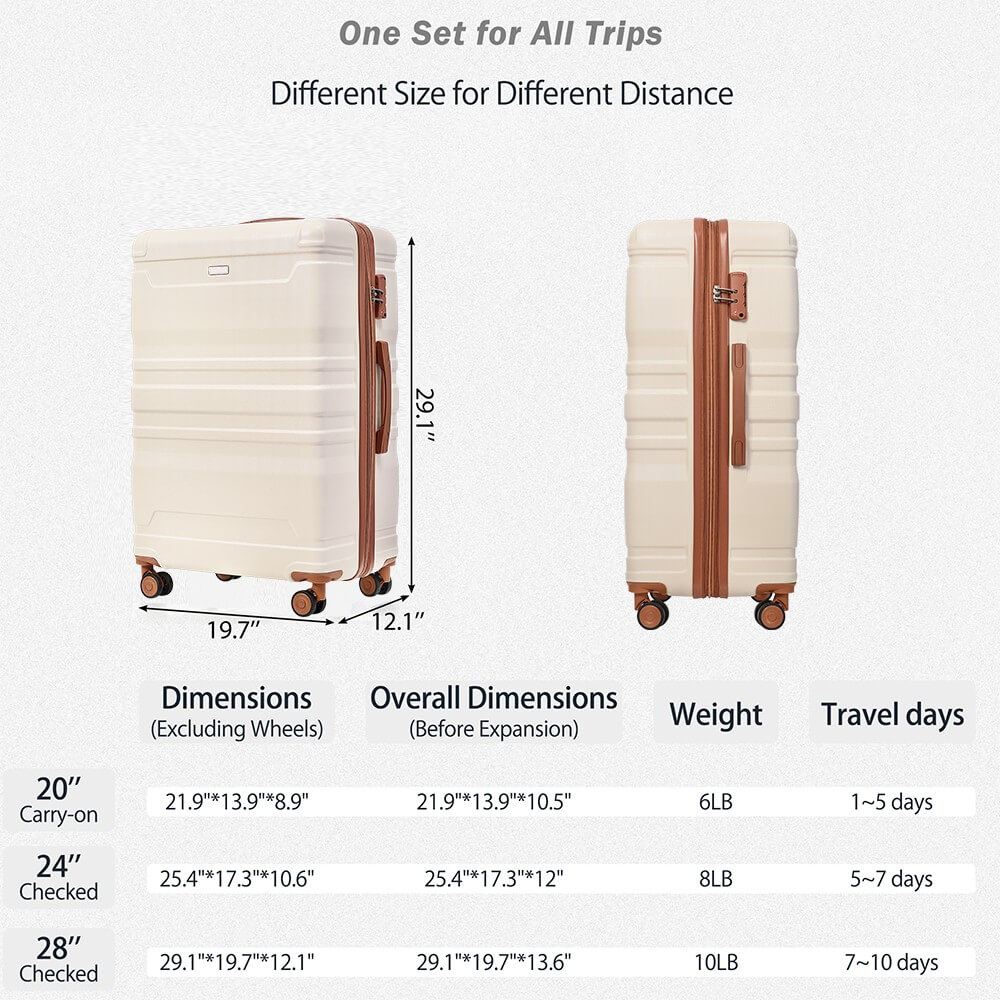 One Set for All Trips
Different Size for Different Distance
29.1″
19.7″
12.1″
Dimensions
(Excluding Wheels)
Overall Dimensions
(Before Expansion)
Weight
Travel days
20″
Carry-on
21.9"*13.9"*8.9"
21.9"*13.9"*10.5"
6LB
1~5 days
24″
Checked
25.4"*17.3"*10.6"
25.4"*17.3"*12"
8LB
5~7 days
28″
Checked
29.1"*19.7"*12.1"
29.1"*19.7"*13.6"
10LB
7~10 days